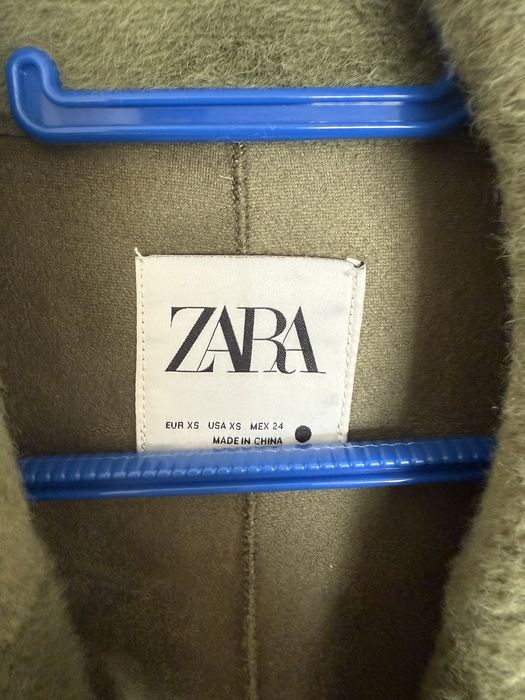 ZARA
EUR XS USA XS MEX 24
MADE IN CHINA